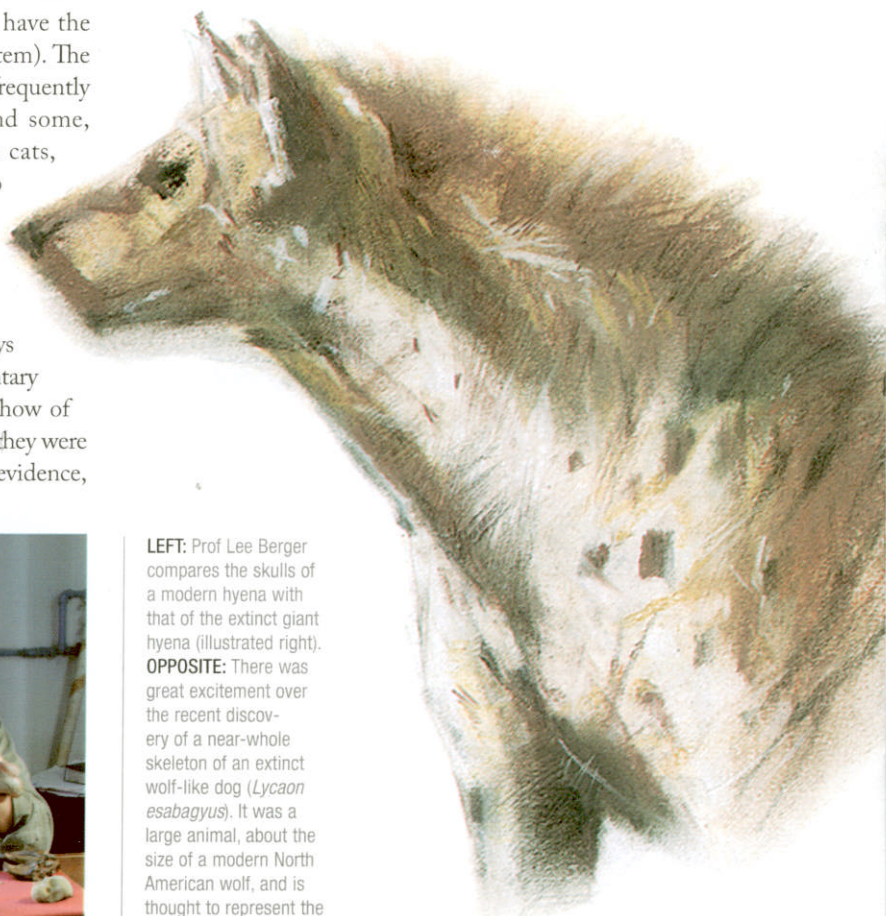 have the
tem). The
requently
nd some,
cats,
ys
tary
how of
they were
evidence,
LEFT: Prof Lee Berger
compares the skulls of
a modern hyena with
that of the extinct giant
hyena (illustrated right).
OPPOSITE: There was
great excitement over
the recent discov-
ery of a near-whole
skeleton of an extinct
wolf-like dog (Lycaon
esabagyus). It was a
large animal, about the
size of a modern North
American wolf, and is
thought to represent the